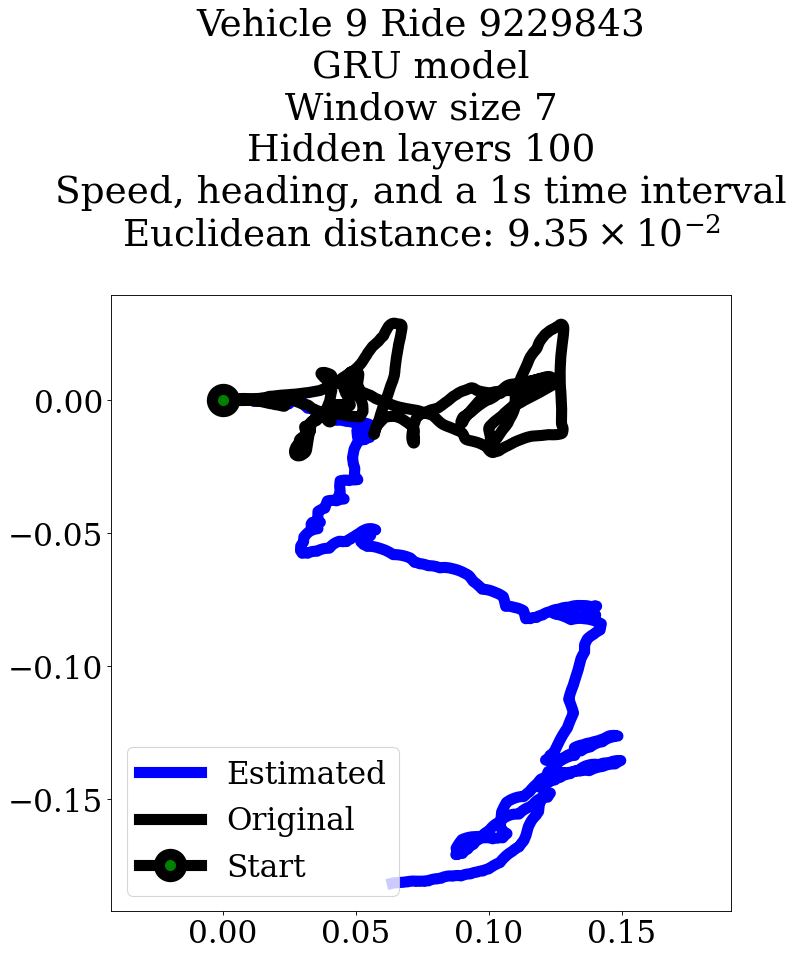 Vehicle 9 Ride 9229843
GRU model
Window size 7
Hidden layers 100
Speed, heading, and a 1s time interval
Euclidean distance: 9.35 × 10⁻²
0.00
−0.05
−0.10
−0.15
Estimated
Original
Start
0.00 0.05 0.10 0.15